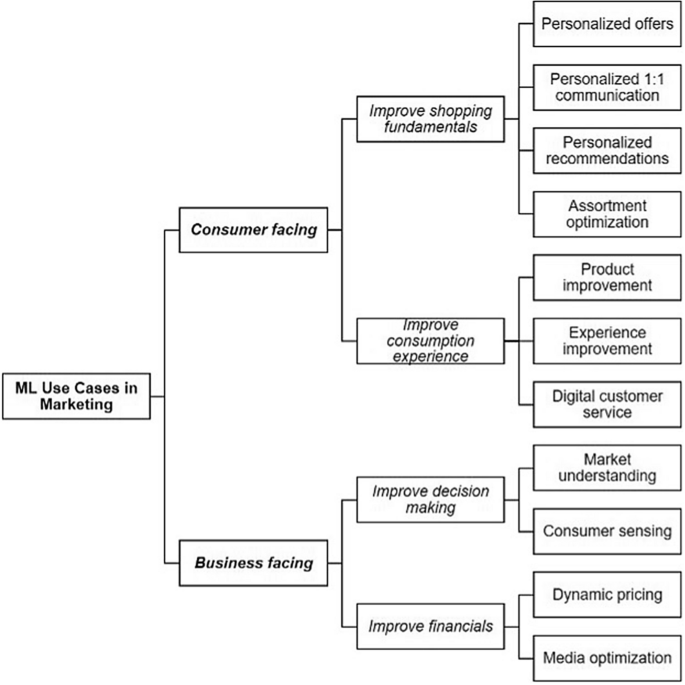 Personalized offers
Personalized 1:1
communication
Improve shopping
fundamentals
Personalized
recommendations
Assortment
optimization
Consumer facing
Product
improvement
Improve
consumption
experience
Experience
improvement
Digital customer
service
ML Use Cases in
Marketing
Market
understanding
Improve decision
making
Consumer sensing
Business facing
Dynamic pricing
Improve financials
Media optimization